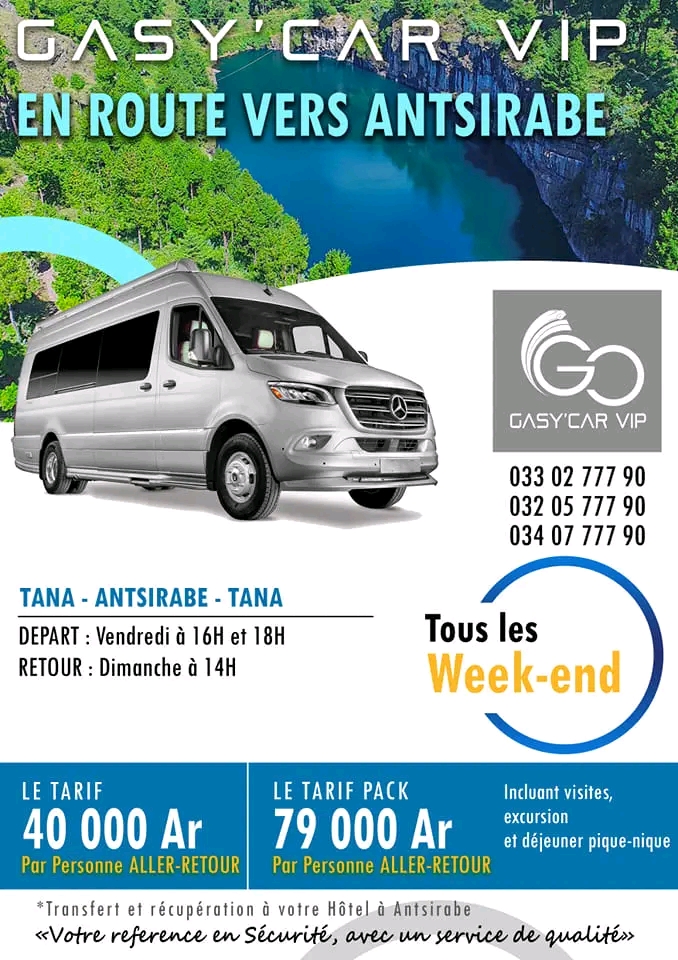 GASY'CAR VIP
EN ROUTE VERS ANTSIRABE
GO
GASY'CAR VIP
033 02 777 90
032 05 777 90
034 07 777 90
TANA - ANTSIRABE - TANA
DEPART : Vendredi à 16H et 18H
RETOUR : Dimanche à 14H
Tous les
Week-end
LE TARIF
40 000 Ar
Par Personne ALLER-RETOUR
LE TARIF PACK
79 000 Ar
Par Personne ALLER-RETOUR
Incluant visites,
excursion
et déjeuner pique-nique
*Transfert et récupération à votre Hôtel à Antsirabe
«Votre reference en Sécurité, avec un service de qualité»